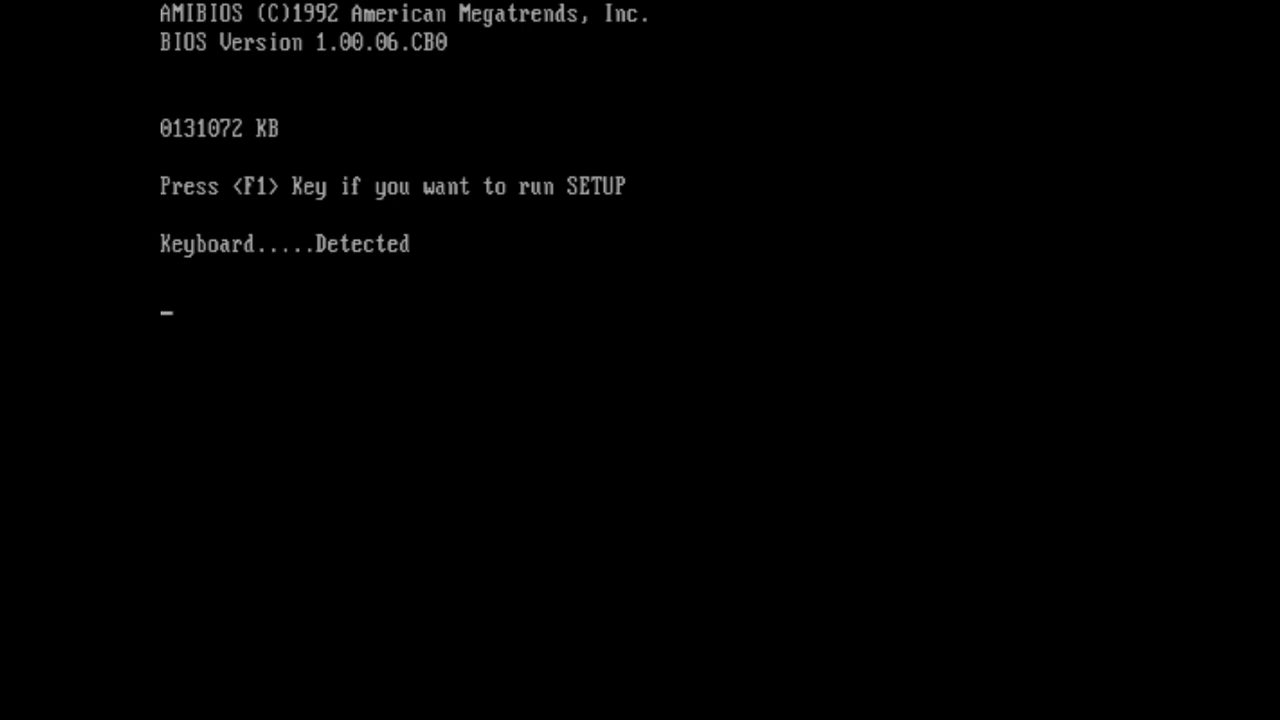 AMIBIOS (C)1992 American Megatrends, Inc.
BIOS Version 1.00.06.CB0
0131072 KB
Press <F1> Key if you want to run SETUP
Keyboard.....Detected
_